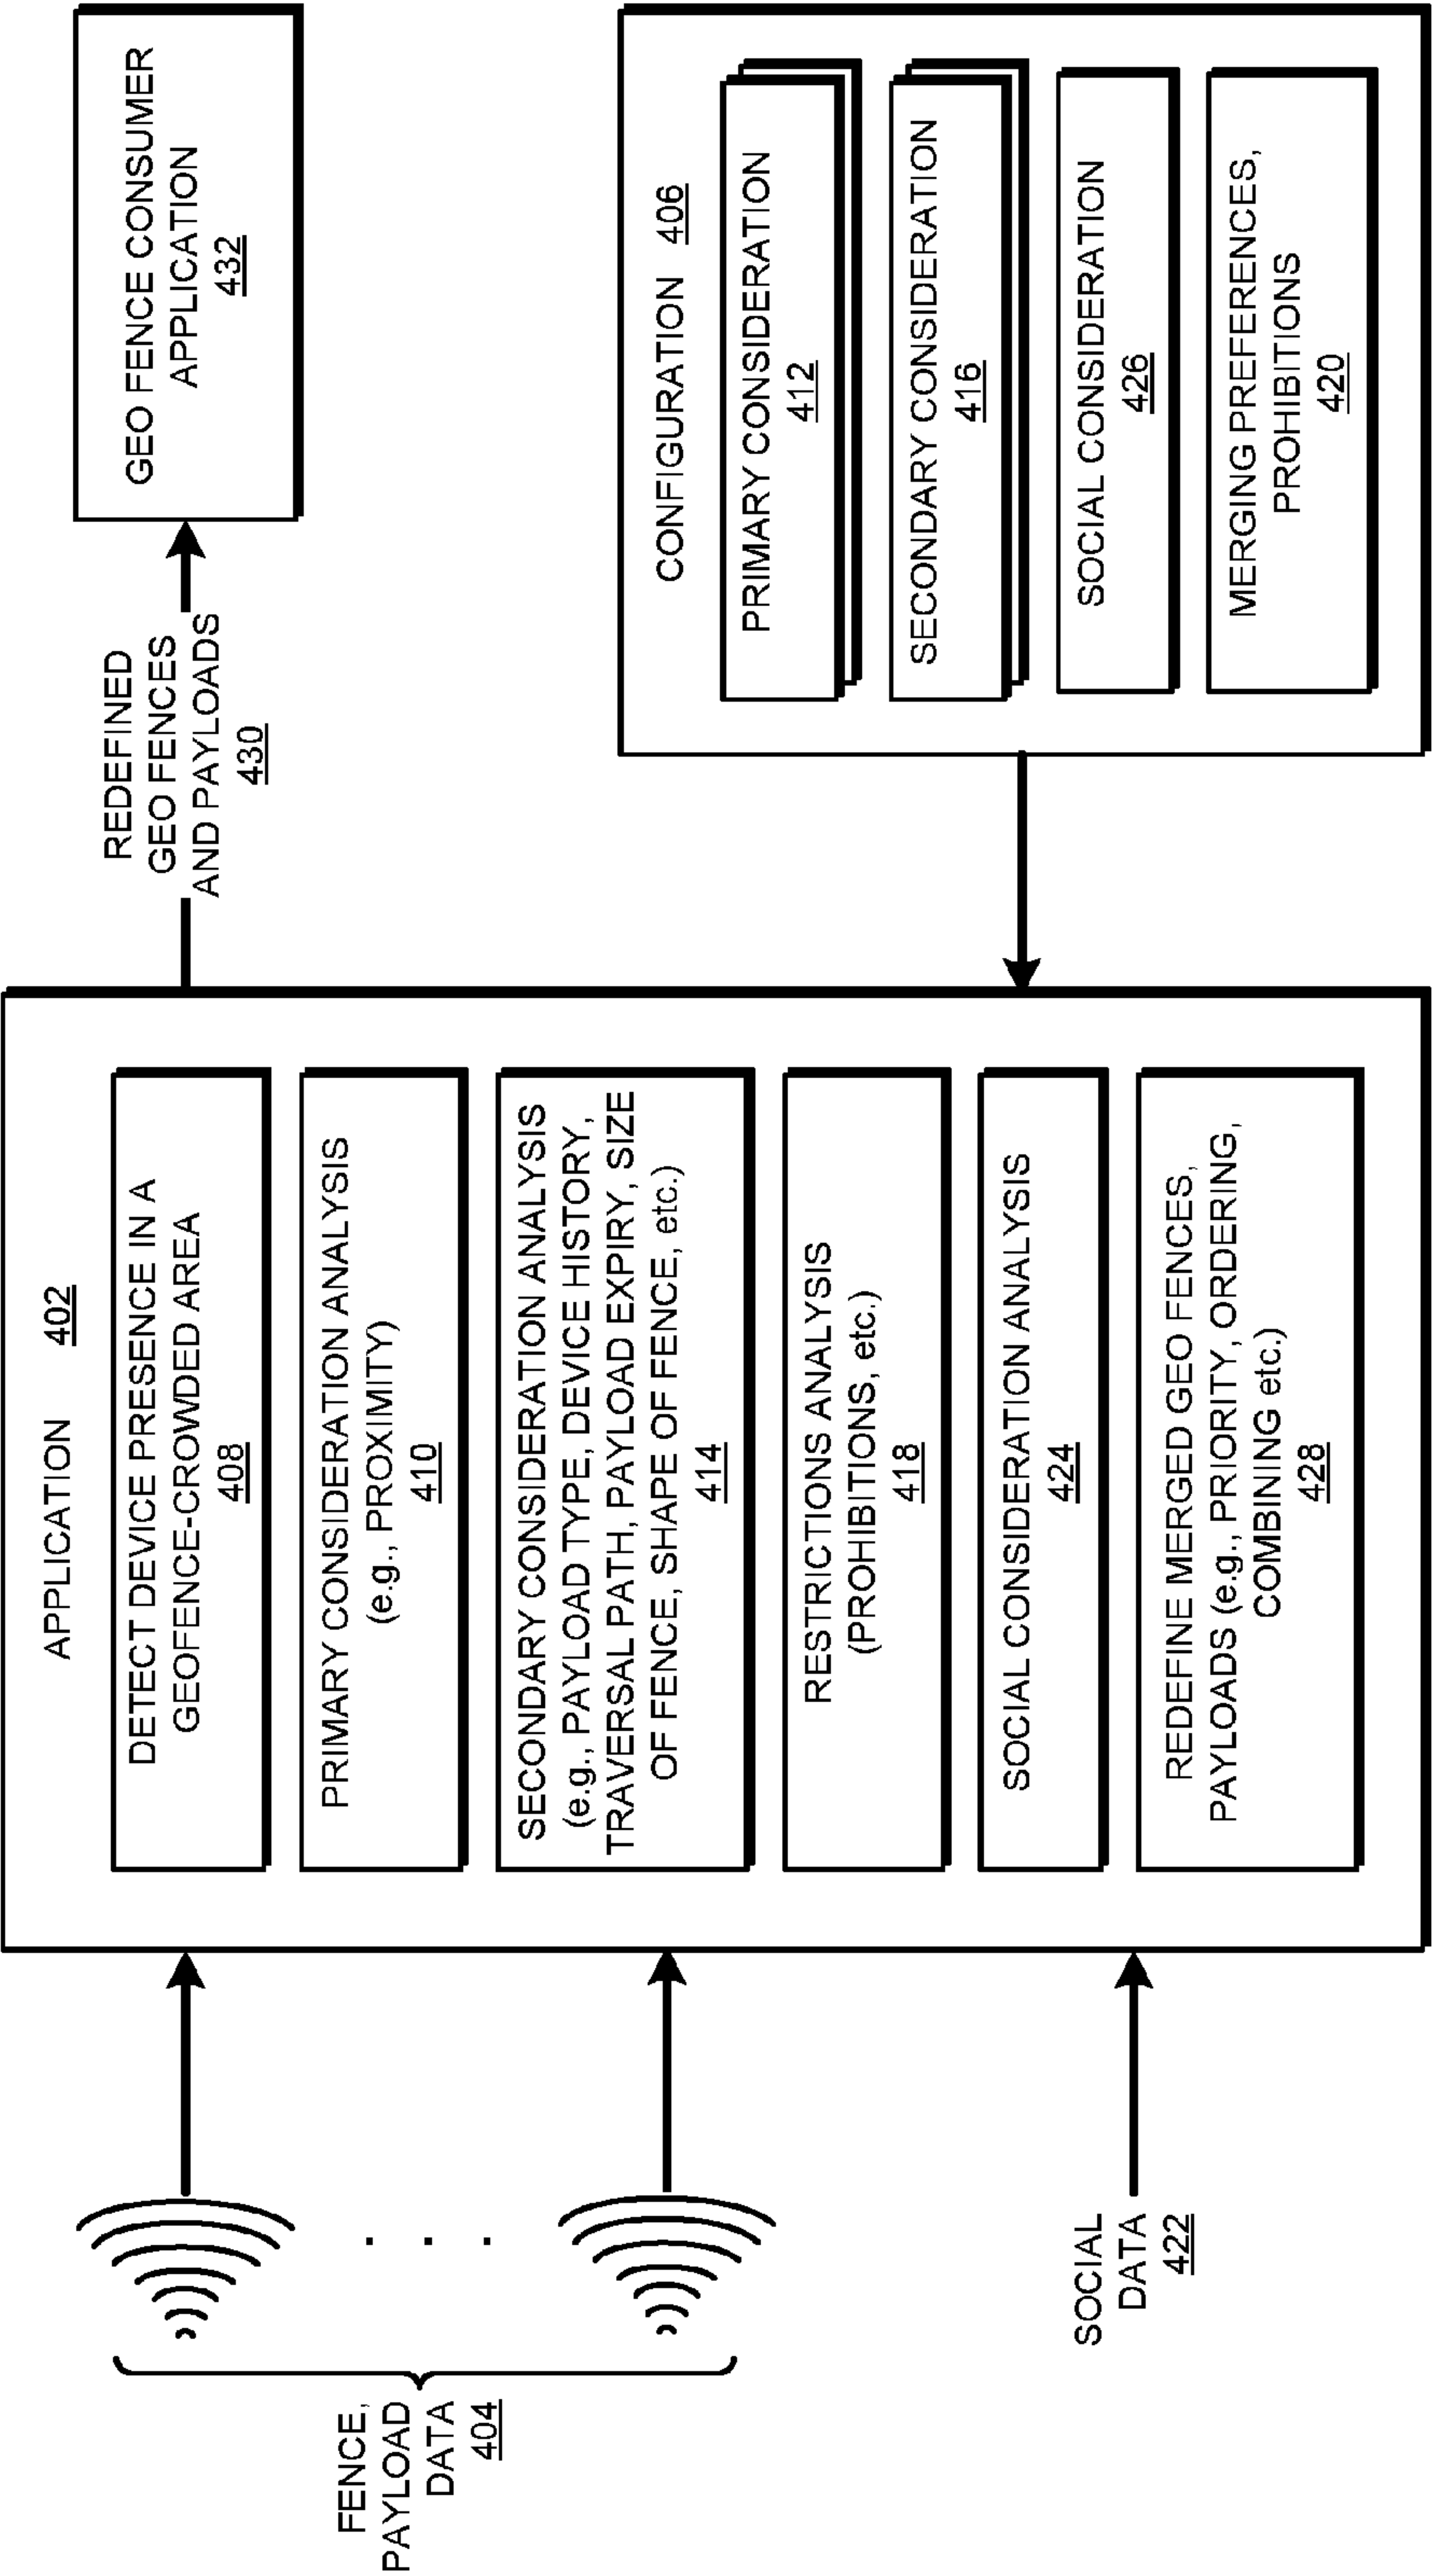 FENCE,
PAYLOAD
DATA
404
SOCIAL
DATA
422
APPLICATION 402
DETECT DEVICE PRESENCE IN A
GEOFENCE-CROWDED AREA
408
PRIMARY CONSIDERATION ANALYSIS
(e.g., PROXIMITY)
410
SECONDARY CONSIDERATION ANALYSIS
(e.g., PAYLOAD TYPE, DEVICE HISTORY,
TRAVERSAL PATH, PAYLOAD EXPIRY, SIZE
OF FENCE, SHAPE OF FENCE, etc.)
414
RESTRICTIONS ANALYSIS
(PROHIBITIONS, etc.)
418
SOCIAL CONSIDERATION ANALYSIS
424
REDEFINE MERGED GEO FENCES,
PAYLOADS (e.g., PRIORITY, ORDERING,
COMBINING etc.)
428
REDEFINED
GEO FENCES
AND PAYLOADS
430
GEO FENCE CONSUMER
APPLICATION
432
CONFIGURATION 406
PRIMARY CONSIDERATION
412
SECONDARY CONSIDERATION
416
SOCIAL CONSIDERATION
426
MERGING PREFERENCES,
PROHIBITIONS
420